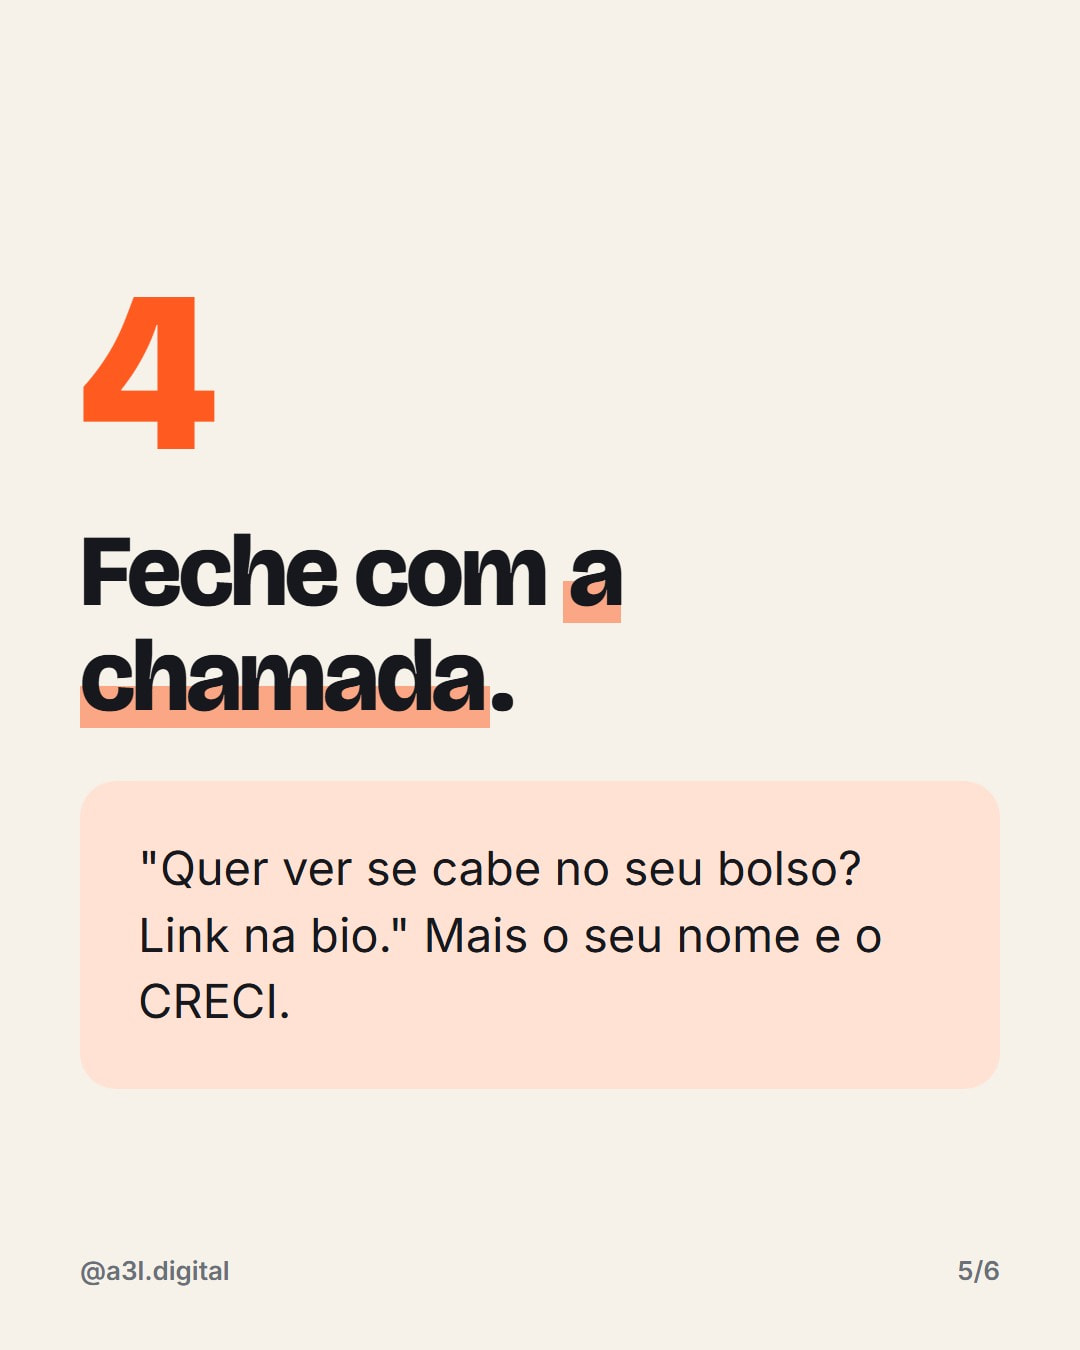 4
Feche com a
chamada.
"Quer ver se cabe no seu bolso?
Link na bio." Mais o seu nome e o
CRECI.
@a3l.digital
5/6